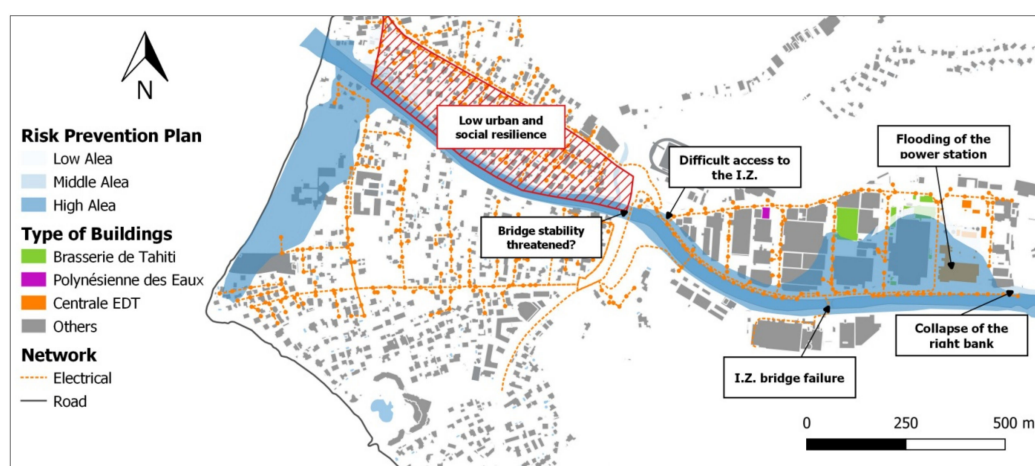 N
Risk Prevention Plan
Low Alea
Middle Alea
High Alea
Type of Buildings
Brasserie de Tahiti
Polynésienne des Eaux
Centrale EDT
Others
Network
Electrical
Road
Low urban and
social resilience
Difficult access to
the I.Z.
Flooding of the
power station
Bridge stability
threatened?
I.Z. bridge failure
Collapse of the
right bank
0 250 500 m